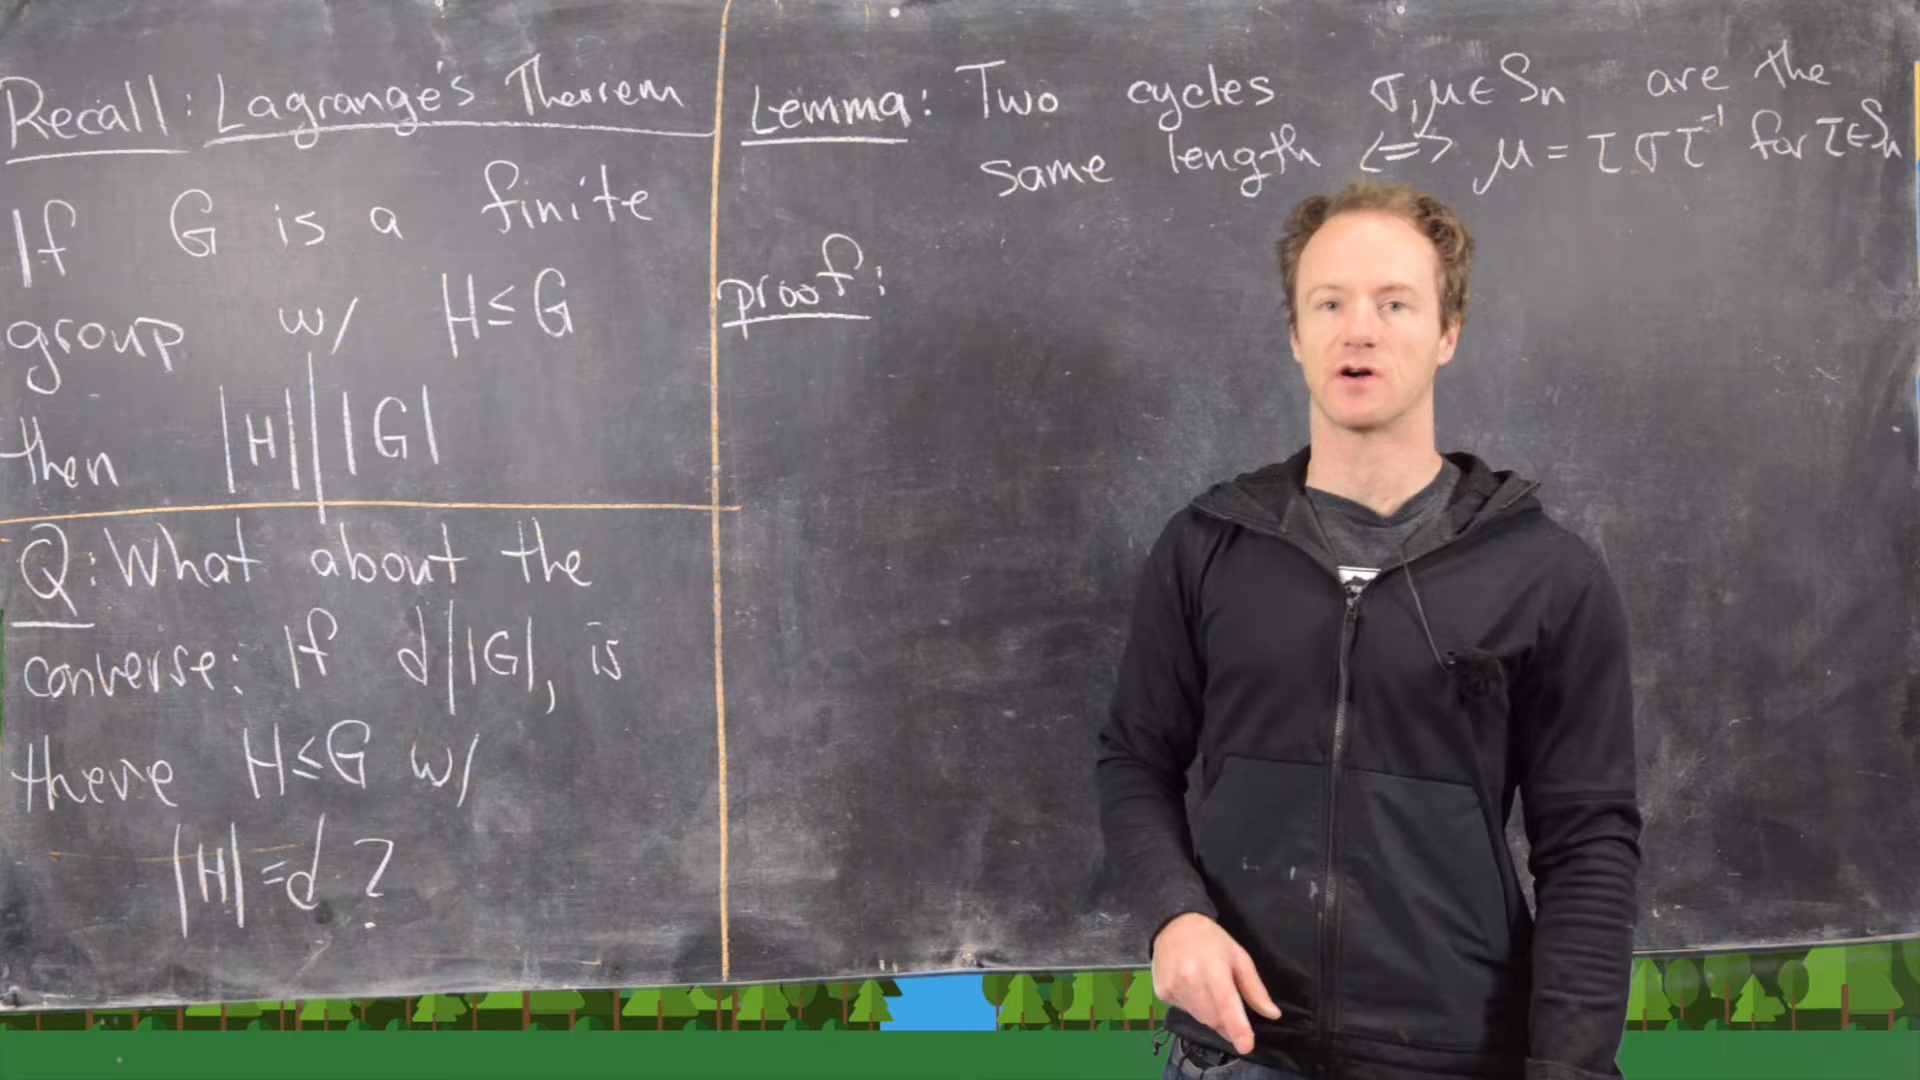 Recall: Lagrange's Theorem
If G is a finite
group w/ H≤G
then |H| | |G|
Q: What about the
converse: If d||G|, is
there H≤G w/
|H|=d ?
Lemma: Two cycles σ,μ∈Sn are the
same length <=> μ = τστ⁻¹ for τ∈Sn
proof: